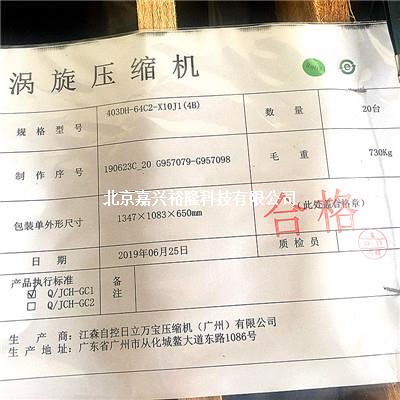 涡旋压缩机
规格型号 403DH-64C2-X10J1(4B) 数量 20台
制作序号 190623C_20 G957079-G957098 毛重 730Kg
北京嘉兴裕隆科技有限公司
包装单外形尺寸 1347×1083×650mm (此处盖合格章)
合格
日期 2019年06月25日 质检员
产品执行标准 备注
☑ Q/JCH-GC1
☐ Q/JCH-GC2
生产商：江森自控日立万宝压缩机（广州）有限公司
生产地址：广东省广州市从化城鳌大道东路1086号